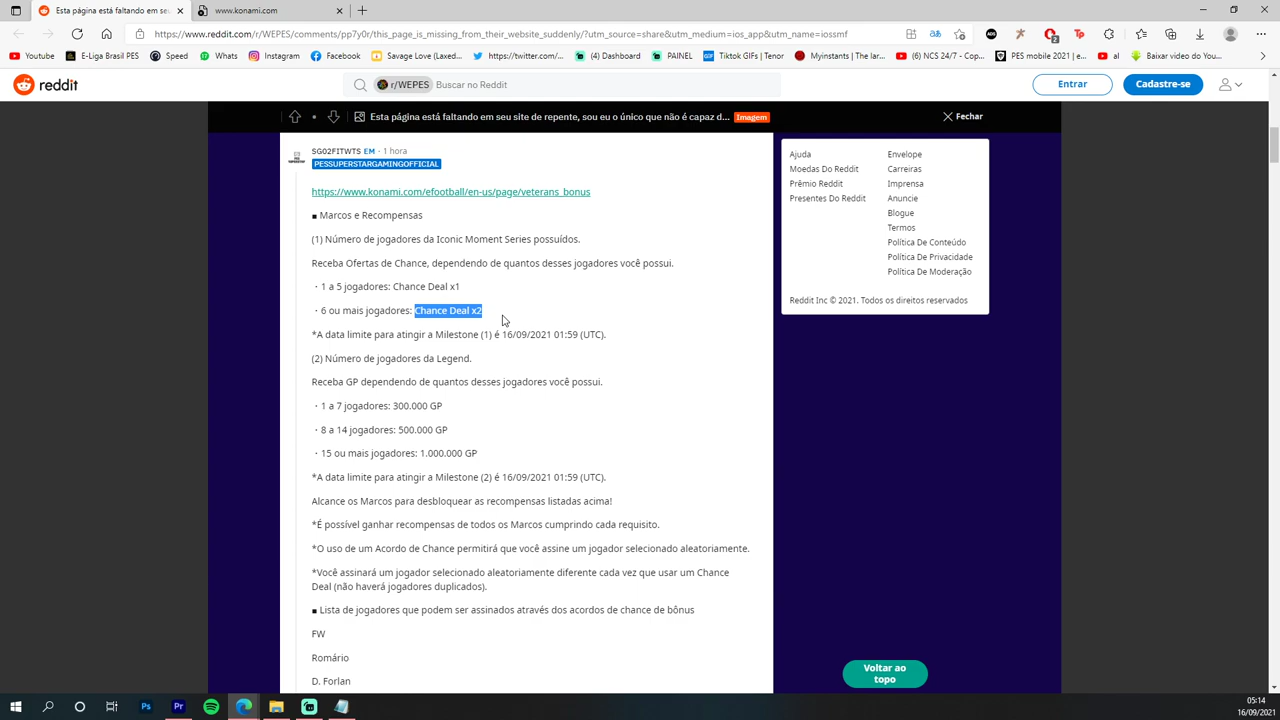 Esta página está faltando em seu s
www.konami.com
https://www.reddit.com/r/WEPES/comments/pp7y0r/this_page_is_missing_from_their_website_suddenly/?utm_source=share&utm_medium=ios_app&utm_name=iossmf
Youtube
E-Liga Brasil PES
Speed
Whats
Instagram
Facebook
Savage Love (Laxed...
https://twitter.com/...
(4) Dashboard
PAINEL
Tiktok GIFs | Tenor
Proxies
Myinstants | The lar...
(6) NCS 24/7 - Cop...
PES mobile 2021 | e...
al
Baixar video do You...
reddit
r/WEPES
Buscar no Reddit
Entrar
Cadastre-se
Esta página está faltando em seu site de repente, sou eu o único que não é capaz d...
Imagem
Fechar
SG02FITWTS EM · 1 hora
PESSUPERSTARGAMINGOFFICIAL
https://www.konami.com/efootball/en-us/page/veterans_bonus
■ Marcos e Recompensas
(1) Número de jogadores da Iconic Moment Series possuídos.
Receba Ofertas de Chance, dependendo de quantos desses jogadores você possui.
・1 a 5 jogadores: Chance Deal x1
・6 ou mais jogadores: Chance Deal x2
*A data limite para atingir a Milestone (1) é 16/09/2021 01:59 (UTC).
(2) Número de jogadores da Legend.
Receba GP dependendo de quantos desses jogadores você possui.
・1 a 7 jogadores: 300.000 GP
・8 a 14 jogadores: 500.000 GP
・15 ou mais jogadores: 1.000.000 GP
*A data limite para atingir a Milestone (2) é 16/09/2021 01:59 (UTC).
Alcance os Marcos para desbloquear as recompensas listadas acima!
*É possível ganhar recompensas de todos os Marcos cumprindo cada requisito.
*O uso de um Acordo de Chance permitirá que você assine um jogador selecionado aleatoriamente.
*Você assinará um jogador selecionado aleatoriamente diferente cada vez que usar um Chance
Deal (não haverá jogadores duplicados).
■ Lista de jogadores que podem ser assinados através dos acordos de chance de bônus
FW
Romário
D. Forlan
Ajuda
Moedas Do Reddit
Prêmio Reddit
Presentes Do Reddit
Envelope
Carreiras
Imprensa
Anuncie
Blogue
Termos
Política De Conteúdo
Política De Privacidade
Política De Moderação
Reddit Inc © 2021. Todos os direitos reservados
Voltar ao
topo
05:14
16/09/2021